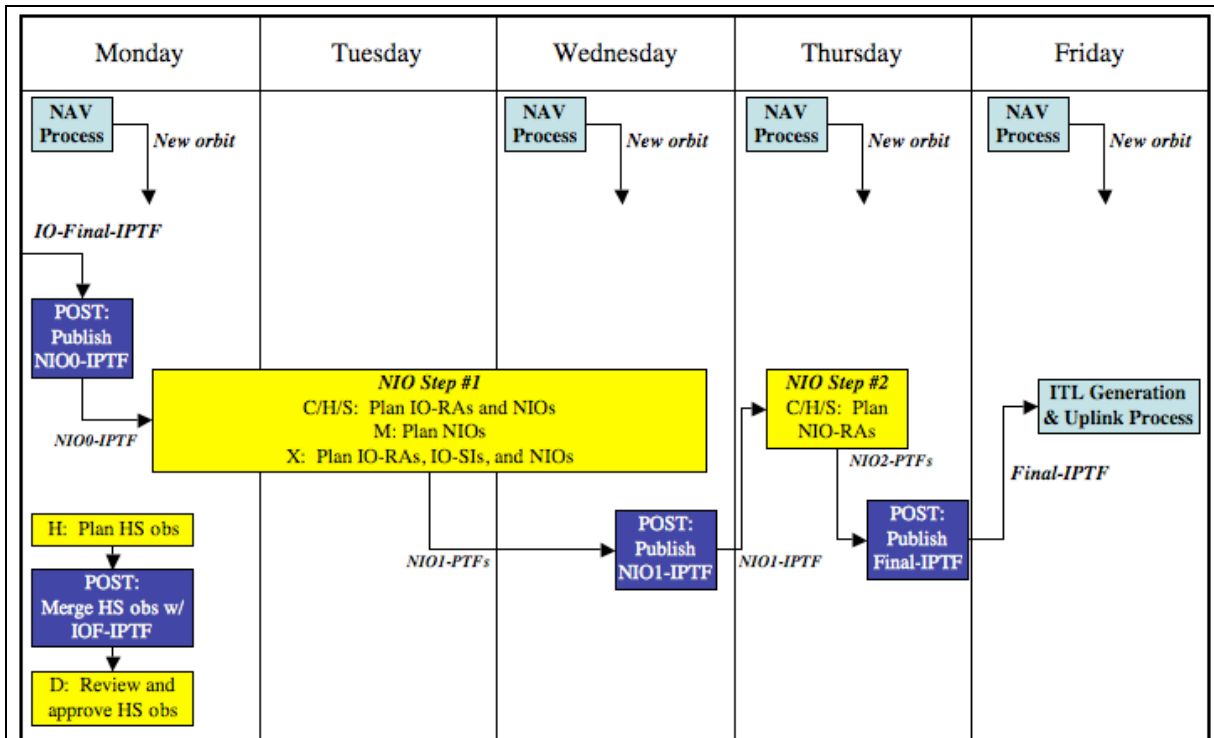 Monday
Tuesday
Wednesday
Thursday
Friday
NAV
Process
New orbit
NAV
Process
New orbit
NAV
Process
New orbit
NAV
Process
New orbit
IO-Final-IPTF
POST:
Publish
NIO0-IPTF
NIO0-IPTF
NIO Step #1
C/H/S: Plan IO-RAs and NIOs
M: Plan NIOs
X: Plan IO-RAs, IO-SIs, and NIOs
NIO1-PTFs
POST:
Publish
NIO1-IPTF
NIO1-IPTF
NIO Step #2
C/H/S: Plan
NIO-RAs
NIO2-PTFs
POST:
Publish
Final-IPTF
Final-IPTF
ITL Generation
& Uplink Process
H: Plan HS obs
POST:
Merge HS obs w/
IOF-IPTF
D: Review and
approve HS obs